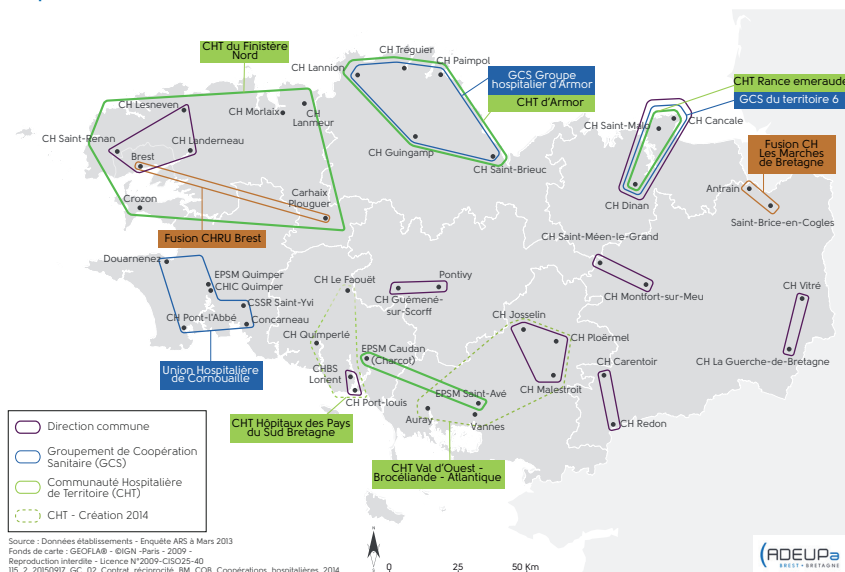 CHT du Finistère
Nord
CH Tréguier
CH Lannion
CH Paimpol
GCS Groupe
hospitalier d'Armor
CHT d'Armor
CHT Rance emeraude
GCS du territoire 6
CH Lesneven
CH Morlaix
CH
Lanmeur
CH Saint-Malo
CH Cancale
CH Saint-Renan
CH Landerneau
Brest
CH Guingamp
CH Saint-Brieuc
Fusion CH
Les Marches
de Bretagne
Antrain
Saint-Brice-en-Cogles
Crozon
Carhaix
Plouguer
CH Dinan
Fusion CHRU Brest
CH Saint-Méen-le-Grand
Douarnenez
EPSM Quimper
CHIC Quimper
CH Le Faouët
Pontivy
CH Guémené-
sur-Scorff
CH Montfort-sur-Meu
CH Vitré
CSSR Saint-Yvi
CH Pont-l'Abbé
Concarneau
CH Josselin
CH Quimperlé
CH Ploërmel
EPSM Caudan
(Charcot)
CH Carentoir
CH La Guerche-de-Bretagne
Union Hospitalière
de Cornouaille
CHBS
Lorient
CH Port-louis
EPSM Saint-Avé
CH Malestroit
Auray
Vannes
CH Redon
CHT Hôpitaux des Pays
du Sud Bretagne
CHT Val d'Ouest -
Brocéliande - Atlantique
Direction commune
Groupement de Coopération
Sanitaire (GCS)
Communauté Hospitalière
de Territoire (CHT)
CHT - Création 2014
Source : Données établissements - Enquête ARS à Mars 2013
Fonds de carte : GEOFLA® - ©IGN -Paris - 2009 -
Reproduction interdite - Licence N°2009-CISO25-40
115_2_20150917_GC_02_Contrat_réciprocité_BM_COB_Coopérations_hospitalières_2014
N
0 25 50 Km
ADEUPa
BREST • BRETAGNE